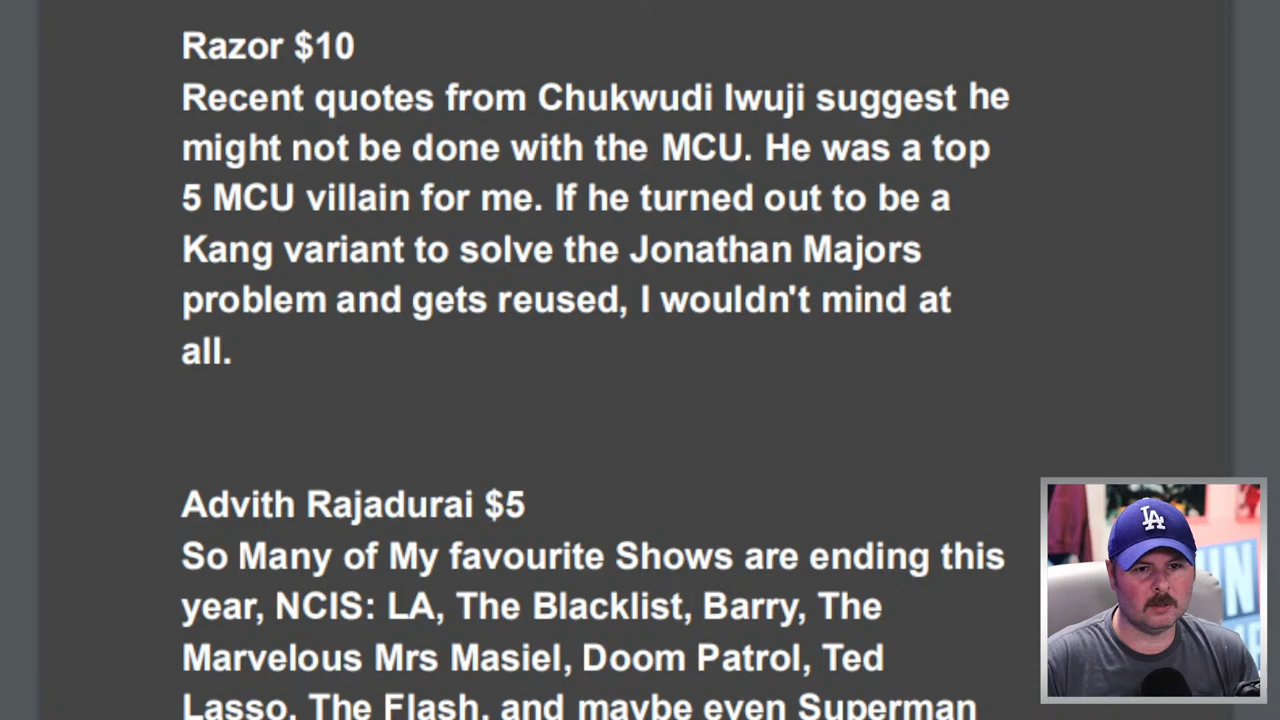 Razor $10
Recent quotes from Chukwudi Iwuji suggest he
might not be done with the MCU. He was a top
5 MCU villain for me. If he turned out to be a
Kang variant to solve the Jonathan Majors
problem and gets reused, I wouldn't mind at
all.
Advith Rajadurai $5
So Many of My favourite Shows are ending this
year, NCIS: LA, The Blacklist, Barry, The
Marvelous Mrs Masiel, Doom Patrol, Ted
Lasso, The Flash, and maybe even Superman
LA